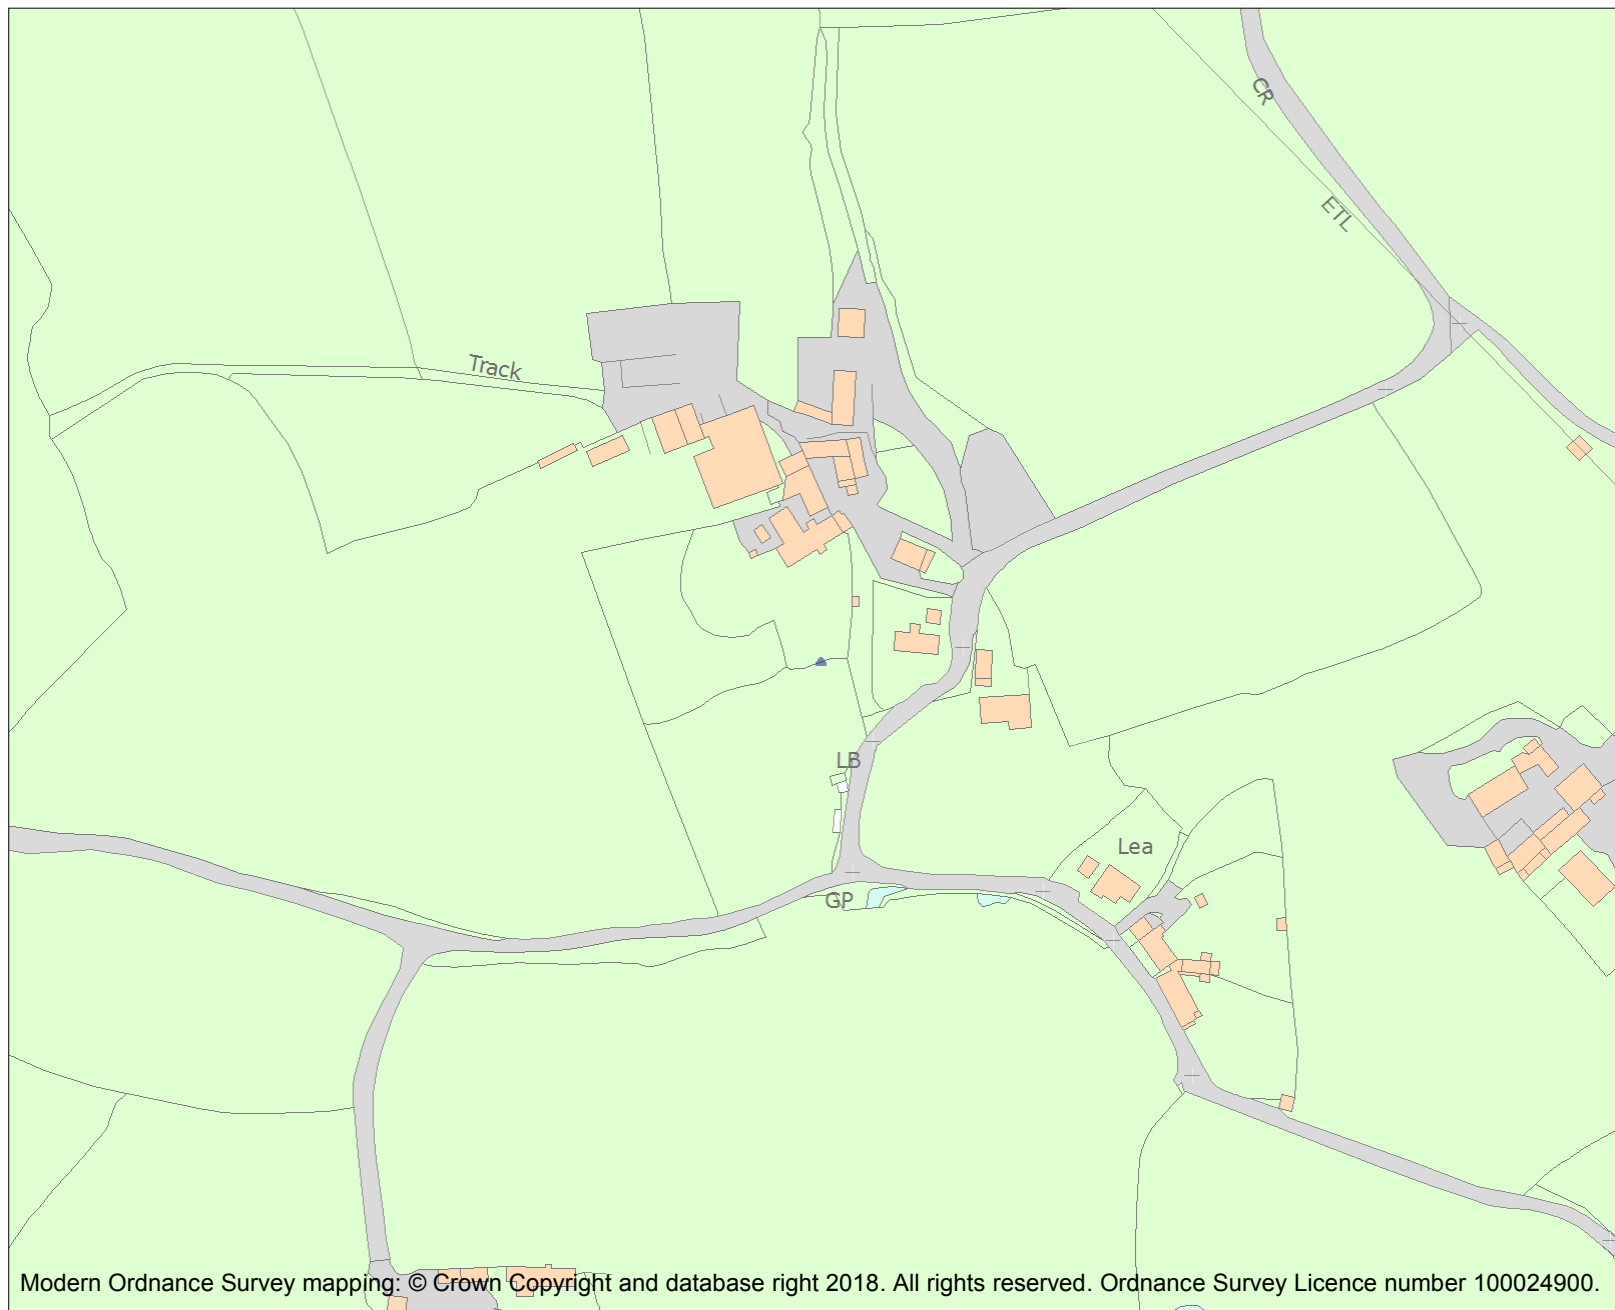 CR
ETL
Track
LB
Lea
GP
Modern Ordnance Survey mapping: © Crown Copyright and database right 2018. All rights reserved. Ordnance Survey Licence number 100024900.